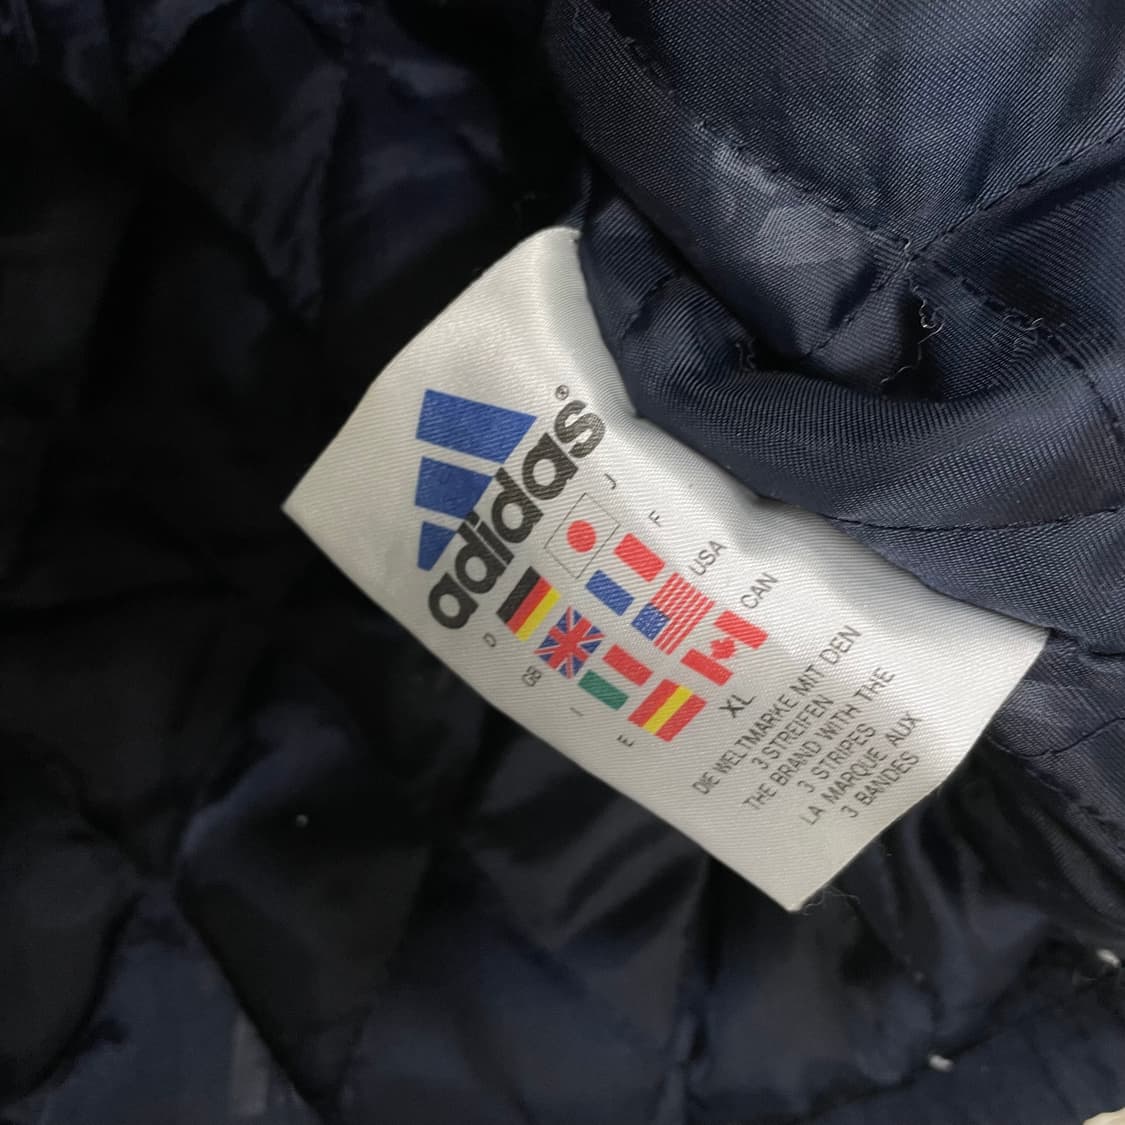 adidas®
D J
GB F
I USA
E CAN
XL
DIE WELTMARKE MIT DEN
3 STREIFEN
THE BRAND WITH THE
3 STRIPES
LA MARQUE AUX
3 BANDES